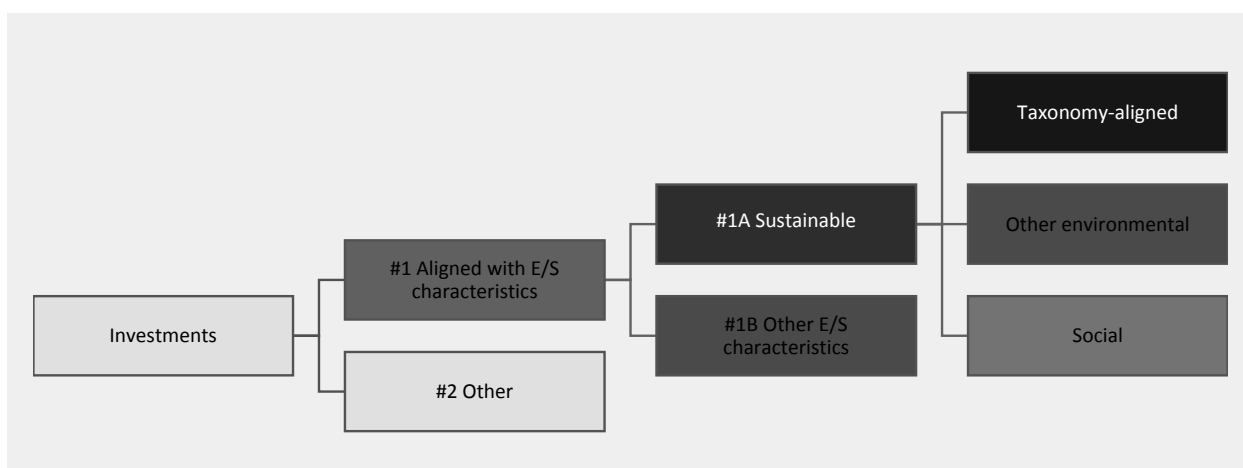 Taxonomy-aligned
#1A Sustainable
Other environmental
#1 Aligned with E/S
characteristics
Investments
#1B Other E/S
characteristics
Social
#2 Other